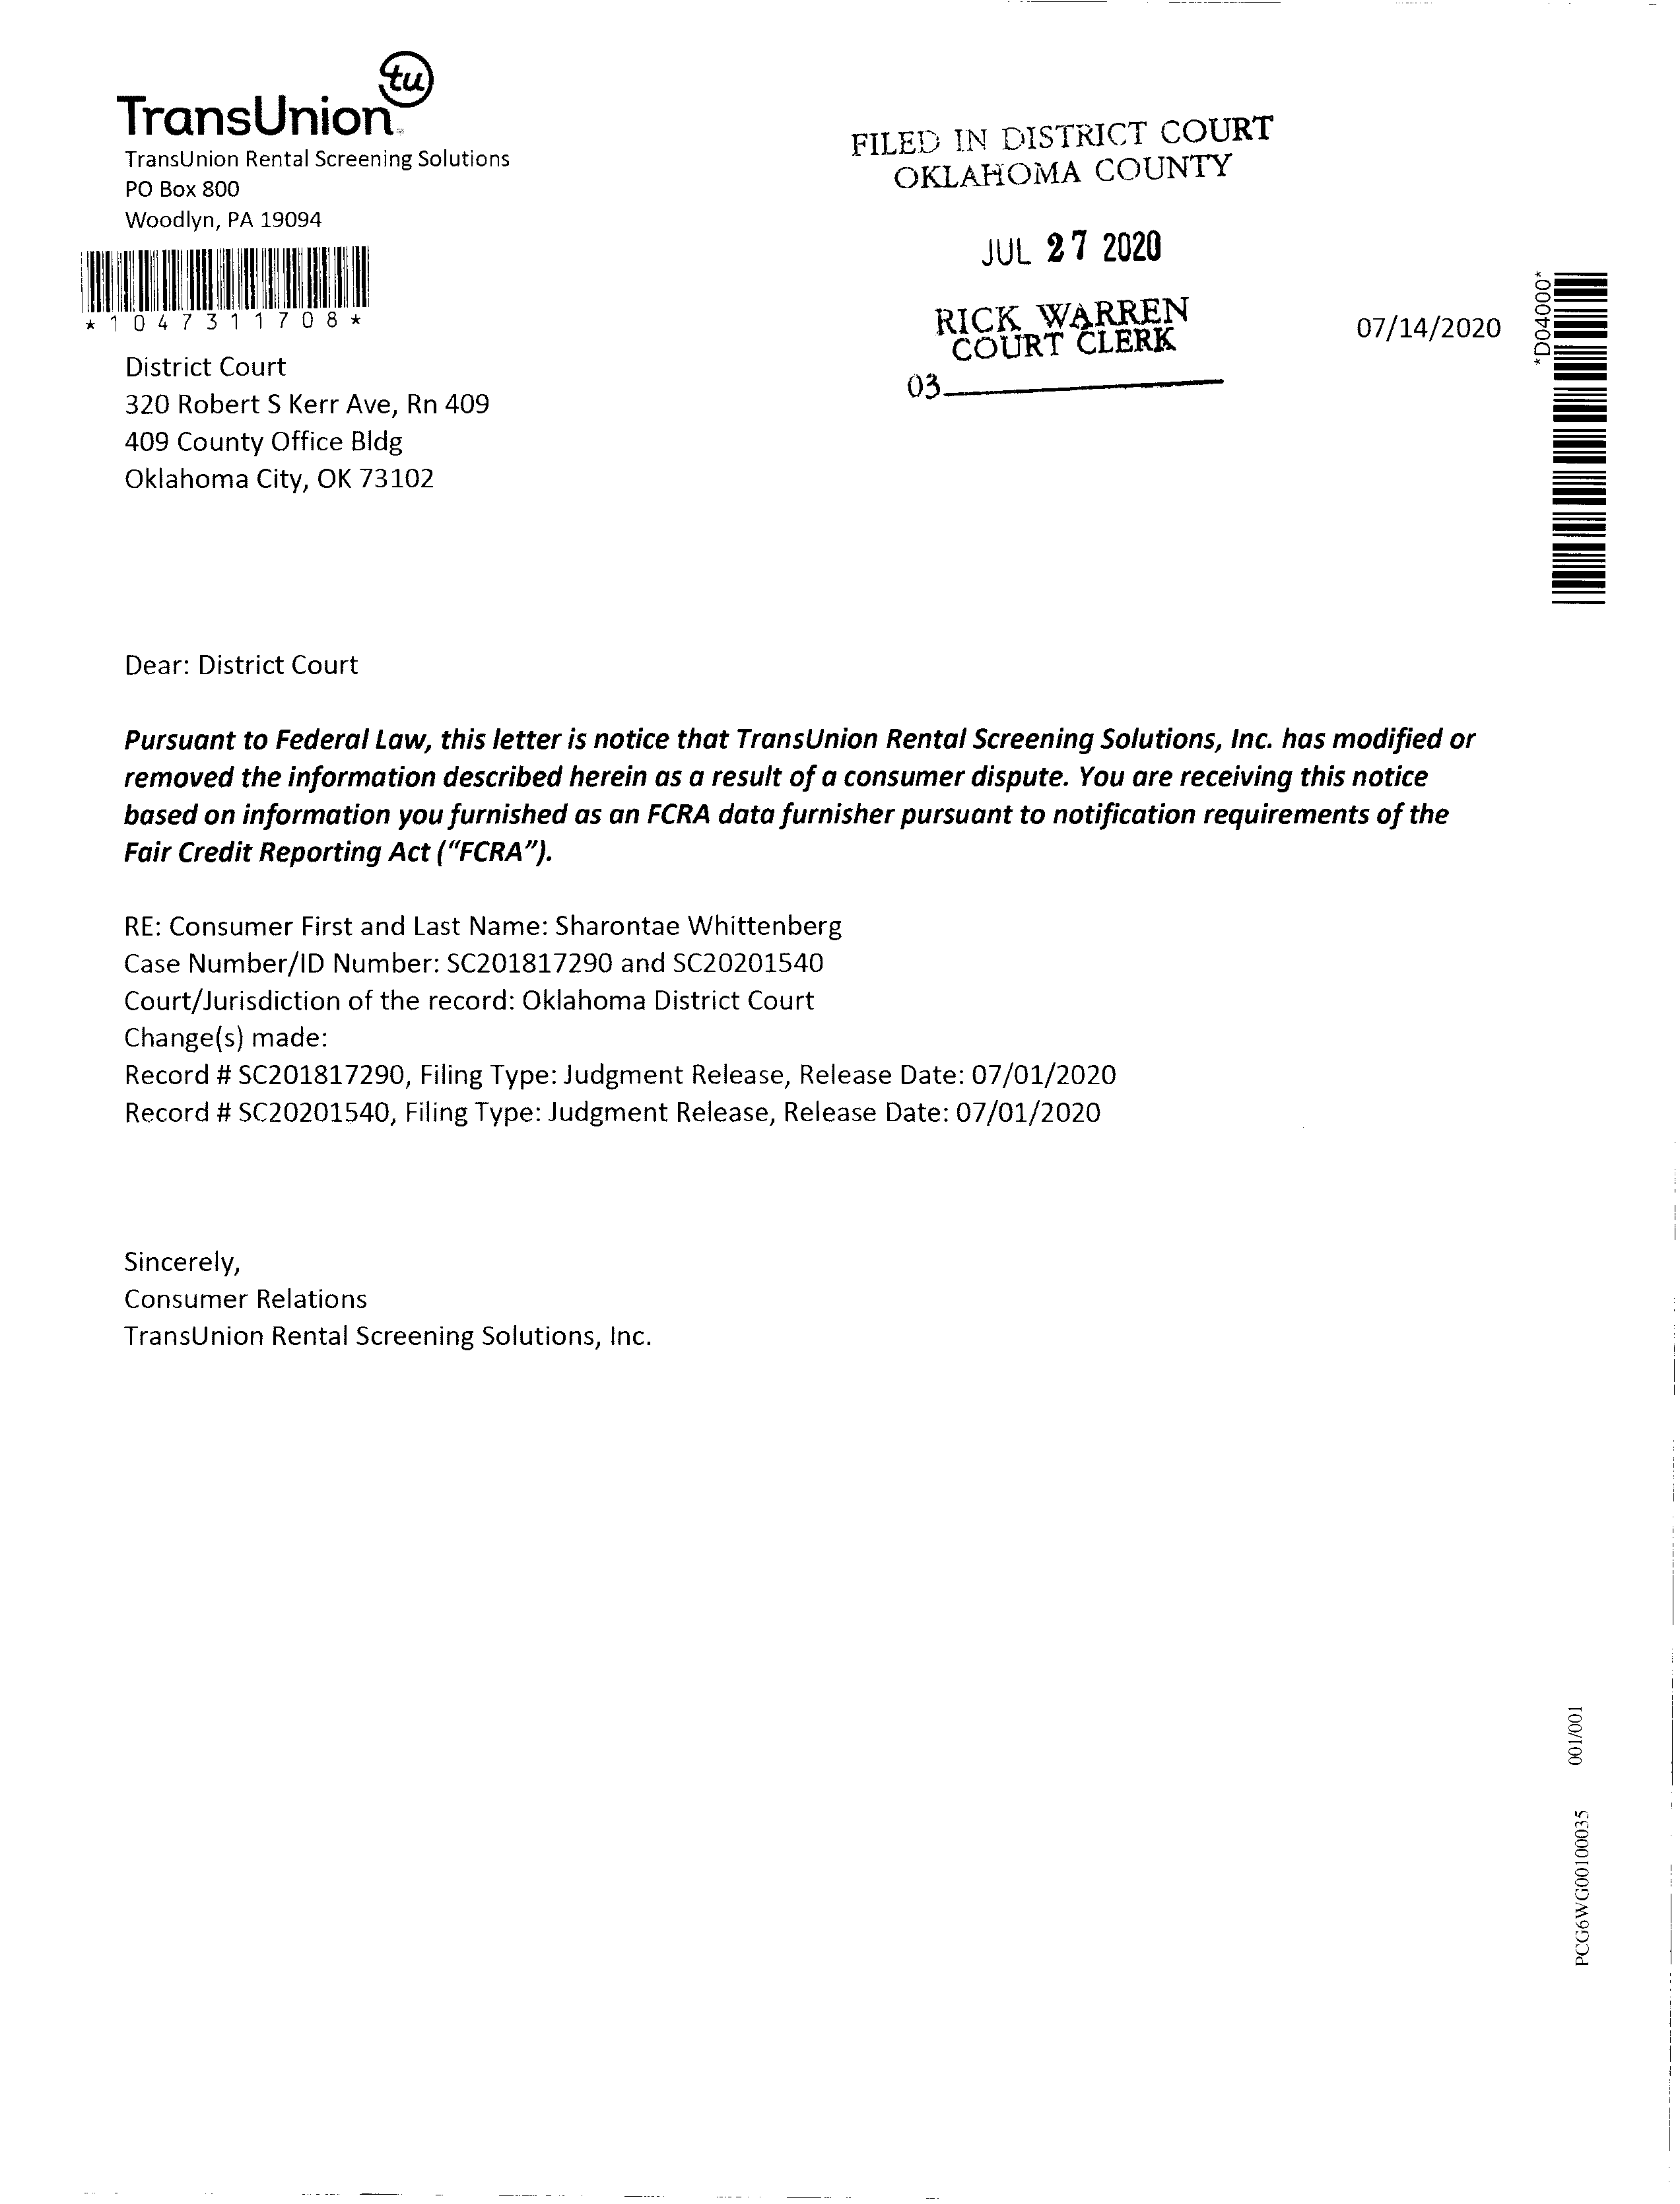 tu
TransUnion
TransUnion Rental Screening Solutions
PO Box 800
Woodlyn, PA 19094
*1047311708*
FILED IN DISTRICT COURT
OKLAHOMA COUNTY
JUL 27 2020
RICK WARREN
COURT CLERK
03
07/14/2020
*D04000*
District Court
320 Robert S Kerr Ave, Rn 409
409 County Office Bldg
Oklahoma City, OK 73102
Dear: District Court
Pursuant to Federal Law, this letter is notice that TransUnion Rental Screening Solutions, Inc. has modified or
removed the information described herein as a result of a consumer dispute. You are receiving this notice
based on information you furnished as an FCRA data furnisher pursuant to notification requirements of the
Fair Credit Reporting Act (“FCRA”).
RE: Consumer First and Last Name: Sharontae Whittenberg
Case Number/ID Number: SC201817290 and SC20201540
Court/Jurisdiction of the record: Oklahoma District Court
Change(s) made:
Record # SC201817290, Filing Type: Judgment Release, Release Date: 07/01/2020
Record # SC20201540, Filing Type: Judgment Release, Release Date: 07/01/2020
Sincerely,
Consumer Relations
TransUnion Rental Screening Solutions, Inc.
001/001
PCG6WG00100035